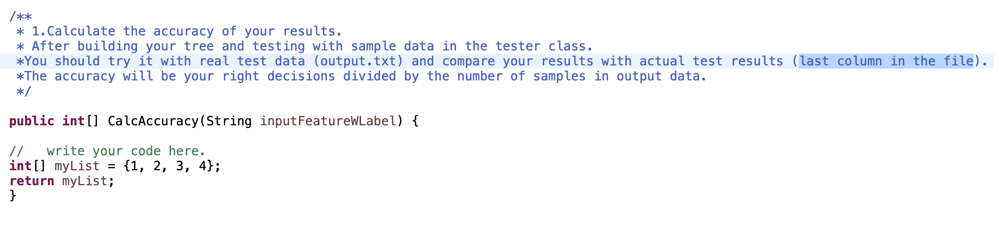 /**
 * 1.Calculate the accuracy of your results.
 * After building your tree and testing with sample data in the tester class.
 *You should try it with real test data (output.txt) and compare your results with actual test results (last column in the file).
 *The accuracy will be your right decisions divided by the number of samples in output data.
 */
public int[] CalcAccuracy(String inputFeatureWLabel) {
//   write your code here.
int[] myList = {1, 2, 3, 4};
return myList;
}